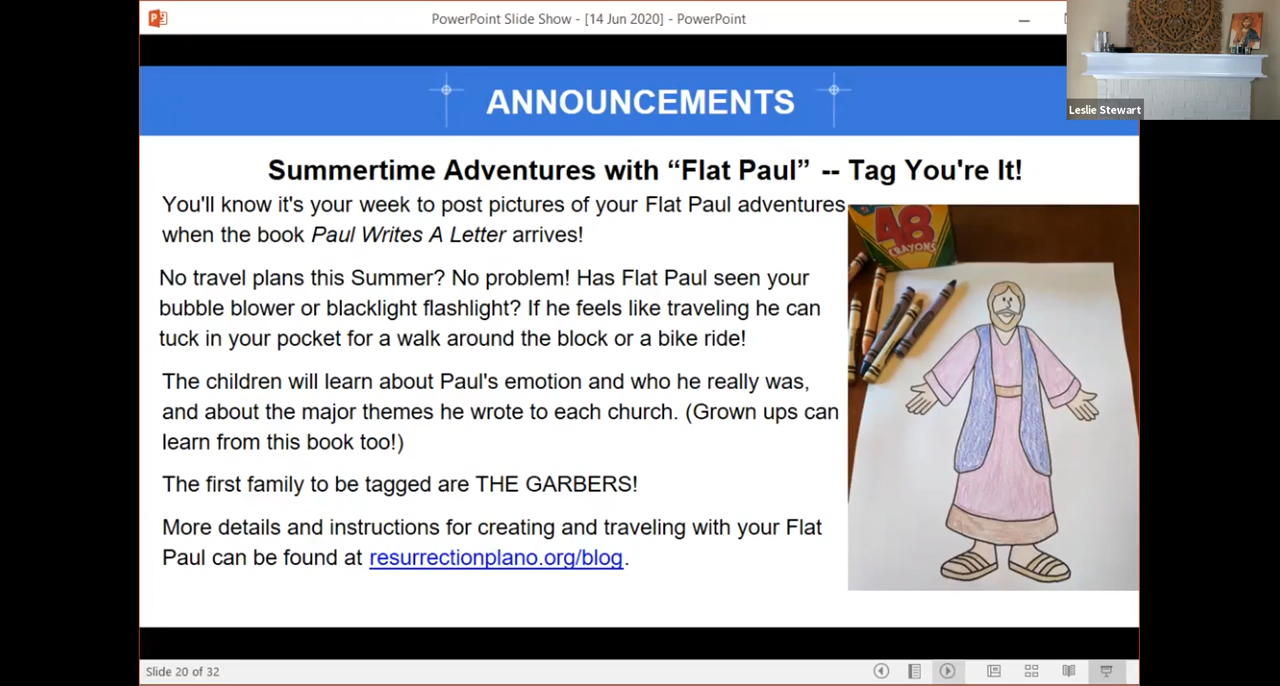 PowerPoint Slide Show - [14 Jun 2020] - PowerPoint
Leslie Stewart
ANNOUNCEMENTS
Summertime Adventures with “Flat Paul” -- Tag You're It!
You'll know it's your week to post pictures of your Flat Paul adventures
when the book Paul Writes A Letter arrives!
No travel plans this Summer? No problem! Has Flat Paul seen your
bubble blower or blacklight flashlight? If he feels like traveling he can
tuck in your pocket for a walk around the block or a bike ride!
The children will learn about Paul's emotion and who he really was,
and about the major themes he wrote to each church. (Grown ups can
learn from this book too!)
The first family to be tagged are THE GARBERS!
More details and instructions for creating and traveling with your Flat
Paul can be found at resurrectionplano.org/blog.
48
CRAYONS
Slide 20 of 32